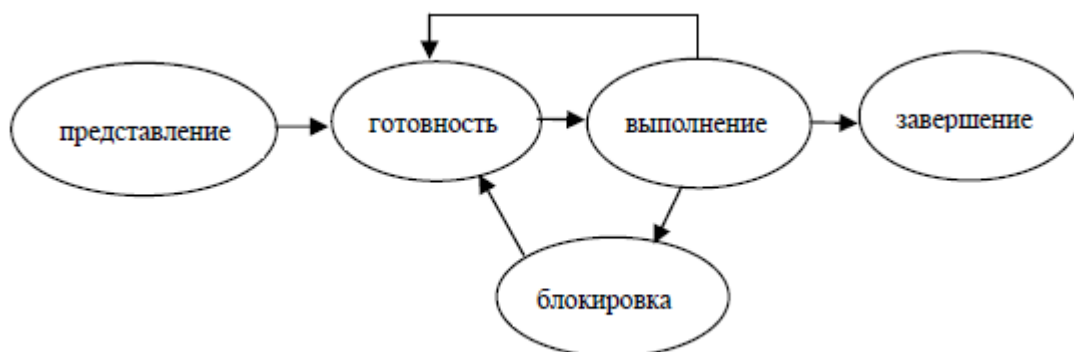 представление
готовность
выполнение
завершение
блокировка